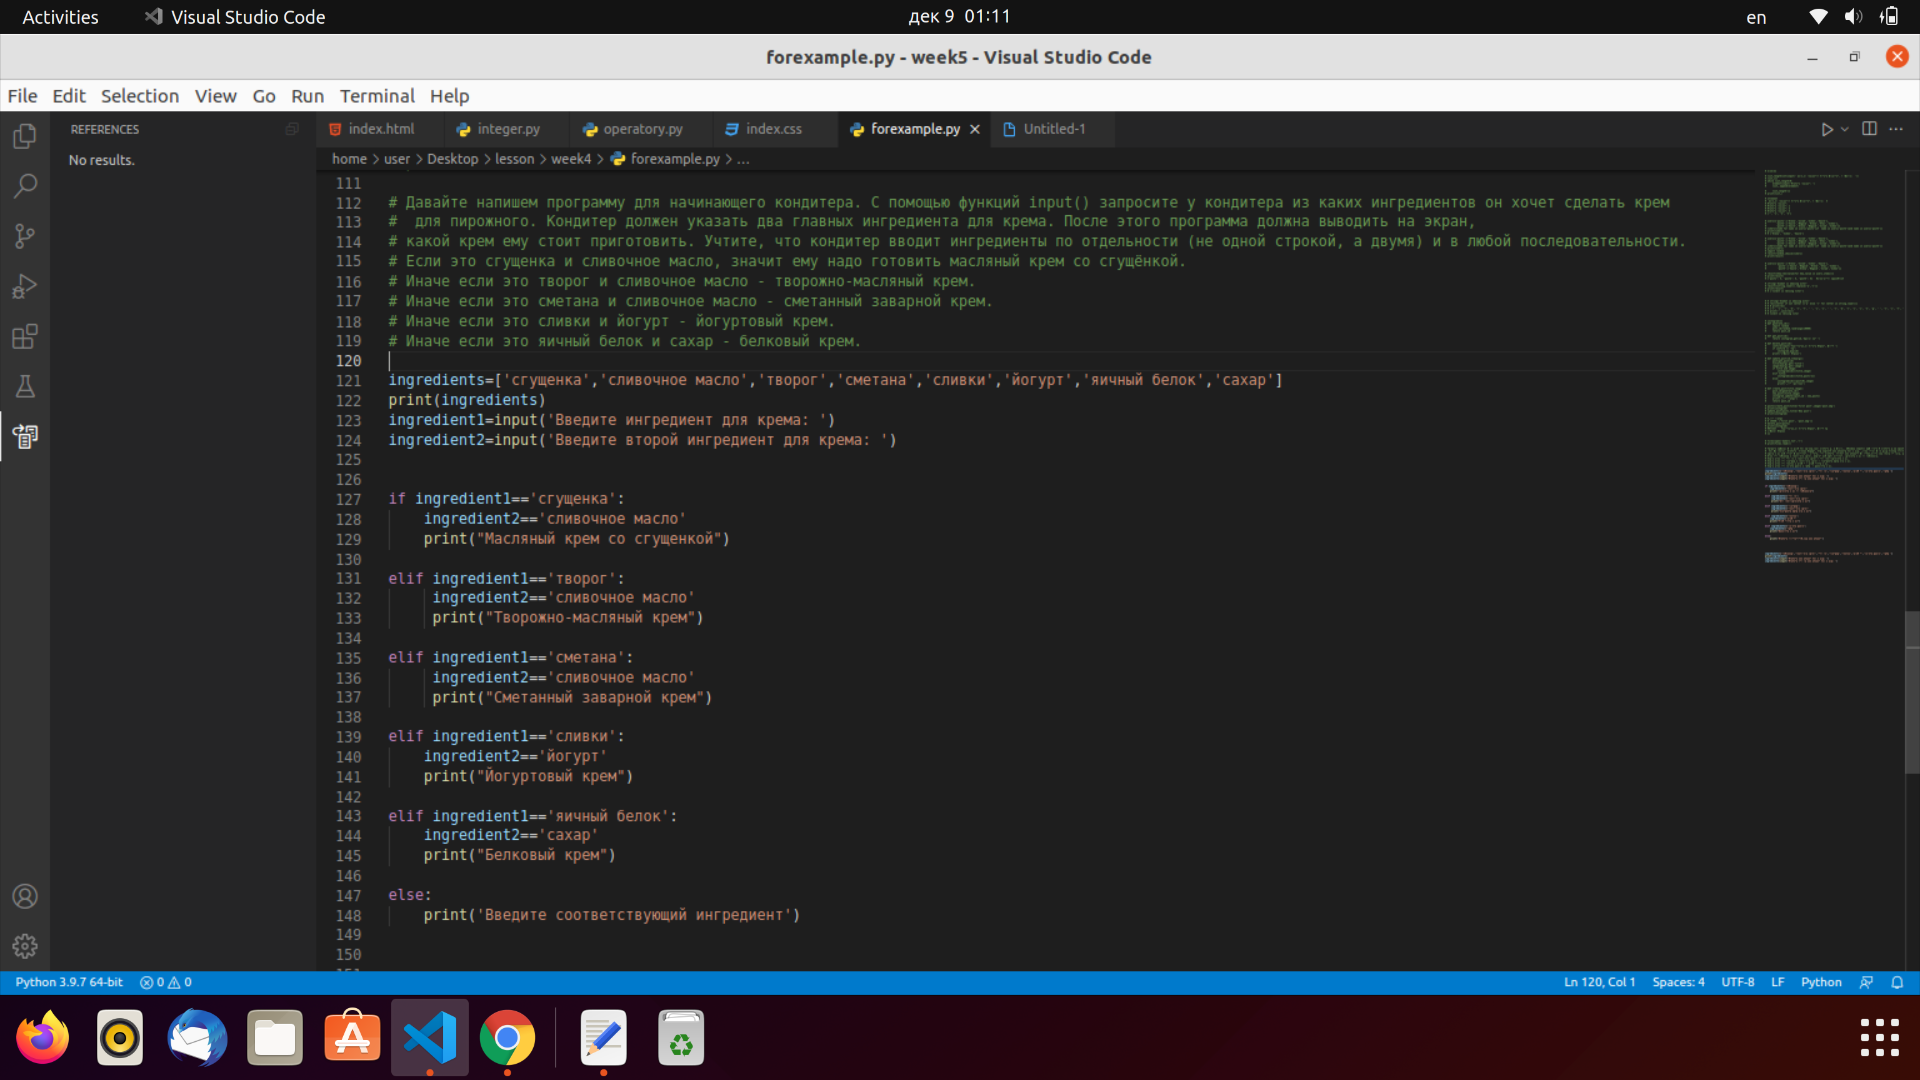 Activities Visual Studio Code дек 9 01:11 en
forexample.py - week5 - Visual Studio Code
File Edit Selection View Go Run Terminal Help
REFERENCES
No results.
index.html integer.py operatory.py index.css forexample.py Untitled-1
home > user > Desktop > lesson > week4 > forexample.py > ...
111
112 # Давайте напишем программу для начинающего кондитера. С помощью функций input() запросите у кондитера из каких ингредиентов он хочет сделать крем
113 # для пирожного. Кондитер должен указать два главных ингредиента для крема. После этого программа должна выводить на экран,
114 # какой крем ему стоит приготовить. Учтите, что кондитер вводит ингредиенты по отдельности (не одной строкой, а двумя) и в любой последовательности.
115 # Если это сгущенка и сливочное масло, значит ему надо готовить масляный крем со сгущёнкой.
116 # Иначе если это творог и сливочное масло - творожно-масляный крем.
117 # Иначе если это сметана и сливочное масло - сметанный заварной крем.
118 # Иначе если это сливки и йогурт - йогуртовый крем.
119 # Иначе если это яичный белок и сахар - белковый крем.
120
121 ingredients=['сгущенка','сливочное масло','творог','сметана','сливки','йогурт','яичный белок','сахар']
122 print(ingredients)
123 ingredient1=input('Введите ингредиент для крема: ')
124 ingredient2=input('Введите второй ингредиент для крема: ')
125
126
127 if ingredient1=='сгущенка':
128 ingredient2=='сливочное масло'
129 print("Масляный крем со сгущенкой")
130
131 elif ingredient1=='творог':
132 ingredient2=='сливочное масло'
133 print("Творожно-масляный крем")
134
135 elif ingredient1=='сметана':
136 ingredient2=='сливочное масло'
137 print("Сметанный заварной крем")
138
139 elif ingredient1=='сливки':
140 ingredient2=='йогурт'
141 print("Йогуртовый крем")
142
143 elif ingredient1=='яичный белок':
144 ingredient2=='сахар'
145 print("Белковый крем")
146
147 else:
148 print('Введите соответствующий ингредиент')
149
150
Python 3.9.7 64-bit 0 0 Ln 120, Col 1 Spaces: 4 UTF-8 LF Python